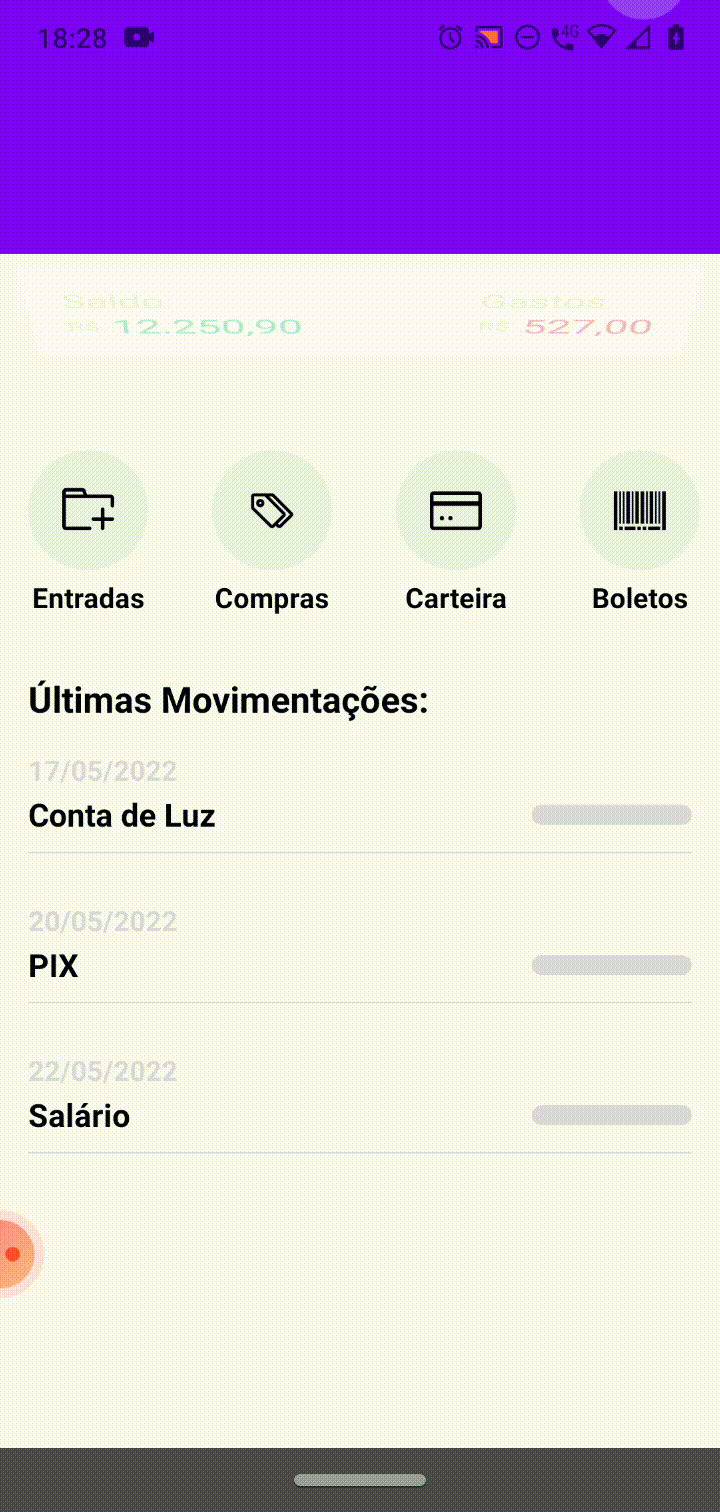 18:28
4G
Saldo
Gastos
R$ 12.250,90
R$ 527,00
Entradas
Compras
Carteira
Boletos
Últimas Movimentações:
17/05/2022
Conta de Luz
20/05/2022
PIX
22/05/2022
Salário